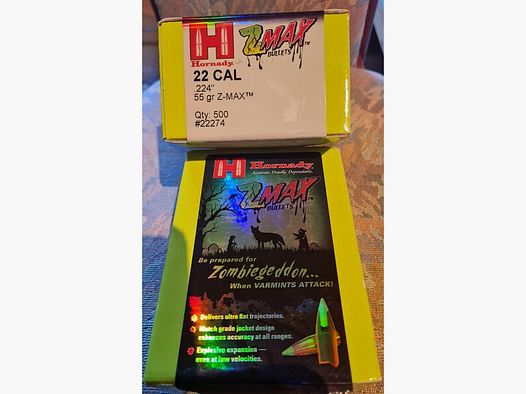 H
Hornady
Z-MAX™
BULLETS
22 CAL
.224"
55 gr Z-MAX™
Qty: 500
#22274
H Hornady
Accurate. Deadly. Dependable.
Z-MAX™
BULLETS
Be prepared for
Zombiegeddon...
When VARMINTS ATTACK!
Delivers ultra flat trajectories.
Match grade jacket design
enhances accuracy at all ranges.
Explosive expansion —
even at low velocities.